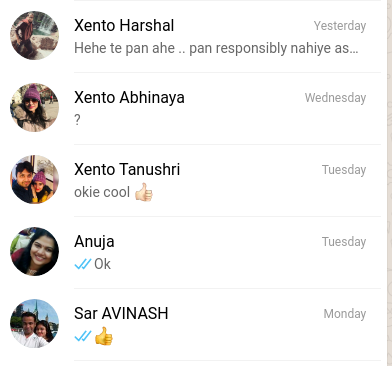 Xento Harshal Yesterday
Hehe te pan ahe .. pan responsibly nahiye as...
Xento Abhinaya Wednesday
?
Xento Tanushri Tuesday
okie cool 👍🏻
Anuja Tuesday
Ok
Sar AVINASH Monday
👍